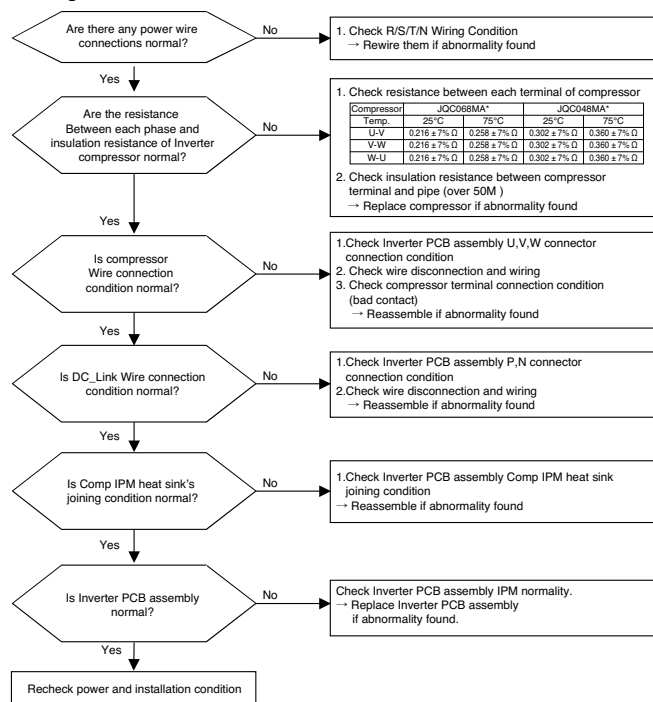 Are there any power wire
connections normal?
No
1. Check R/S/T/N Wiring Condition
→ Rewire them if abnormality found
Yes
Are the resistance
Between each phase and
insulation resistance of Inverter
compressor normal?
No
1. Check resistance between each terminal of compressor
Compressor JQC068MA* JQC048MA*
Temp. 25°C 75°C 25°C 75°C
U-V 0.216 ± 7% Ω 0.258 ± 7% Ω 0.302 ± 7% Ω 0.360 ± 7% Ω
V-W 0.216 ± 7% Ω 0.258 ± 7% Ω 0.302 ± 7% Ω 0.360 ± 7% Ω
W-U 0.216 ± 7% Ω 0.258 ± 7% Ω 0.302 ± 7% Ω 0.360 ± 7% Ω
2. Check insulation resistance between compressor
terminal and pipe (over 50M )
→ Replace compressor if abnormality found
Yes
Is compressor
Wire connection
condition normal?
No
1.Check Inverter PCB assembly U,V,W connector
connection condition
2. Check wire disconnection and wiring
3. Check compressor terminal connection condition
(bad contact)
→ Reassemble if abnormality found
Yes
Is DC_Link Wire connection
condition normal?
No
1.Check Inverter PCB assembly P,N connector
connection condition
2.Check wire disconnection and wiring
→ Reassemble if abnormality found
Yes
Is Comp IPM heat sink's
joining condition normal?
No
1.Check Inverter PCB assembly Comp IPM heat sink
joining condition
→ Reassemble if abnormality found
Yes
Is Inverter PCB assembly
normal?
No
Check Inverter PCB assembly IPM normality.
→ Replace Inverter PCB assembly
if abnormality found.
Yes
Recheck power and installation condition